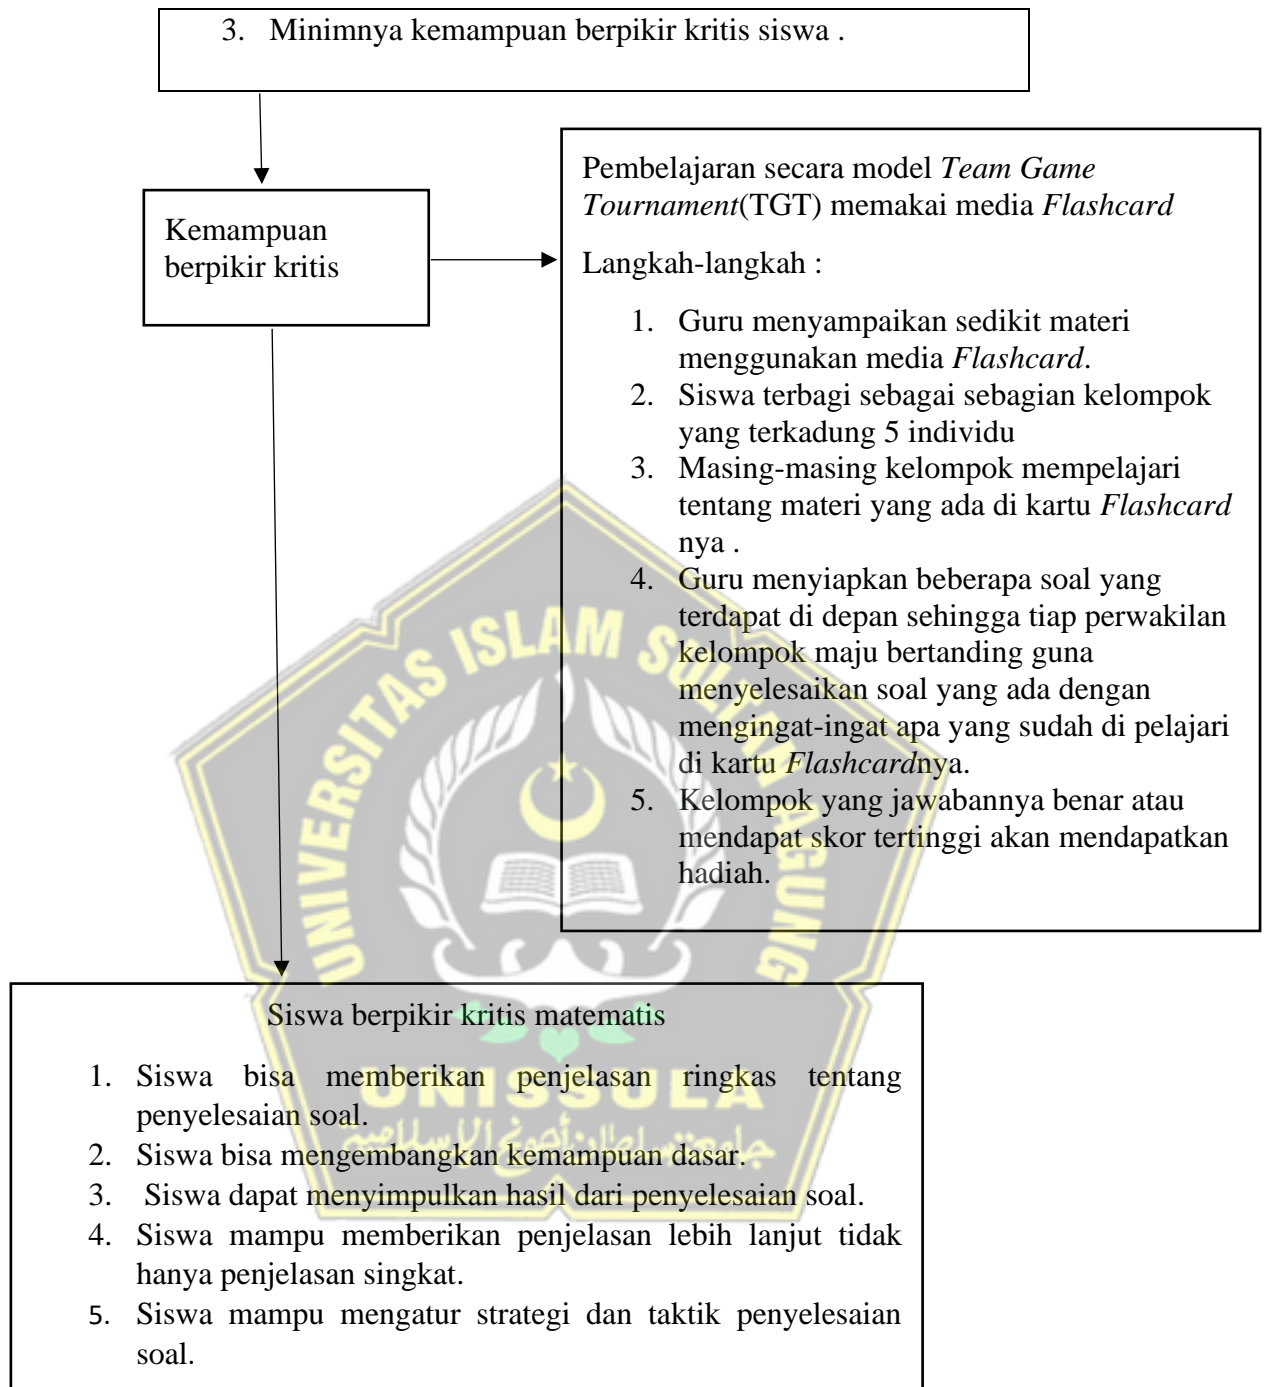 3. Minimnya kemampuan berpikir kritis siswa .
Kemampuan
berpikir kritis
Pembelajaran secara model Team Game
Tournament(TGT) memakai media Flashcard
Langkah-langkah :
1. Guru menyampaikan sedikit materi
menggunakan media Flashcard.
2. Siswa terbagi sebagai sebagian kelompok
yang terkadung 5 individu
3. Masing-masing kelompok mempelajari
tentang materi yang ada di kartu Flashcard
nya .
4. Guru menyiapkan beberapa soal yang
terdapat di depan sehingga tiap perwakilan
kelompok maju bertanding guna
menyelesaikan soal yang ada dengan
mengingat-ingat apa yang sudah di pelajari
di kartu Flashcardnya.
5. Kelompok yang jawabannya benar atau
mendapat skor tertinggi akan mendapatkan
hadiah.
UNIVERSITAS ISLAM SULTAN AGUNG
Siswa berpikir kritis matematis
1. Siswa bisa memberikan penjelasan ringkas tentang
penyelesaian soal.
2. Siswa bisa mengembangkan kemampuan dasar.
3. Siswa dapat menyimpulkan hasil dari penyelesaian soal.
4. Siswa mampu memberikan penjelasan lebih lanjut tidak
hanya penjelasan singkat.
5. Siswa mampu mengatur strategi dan taktik penyelesaian
soal.
UNISSULA
جامعتسلطان أجونج الإسلامية